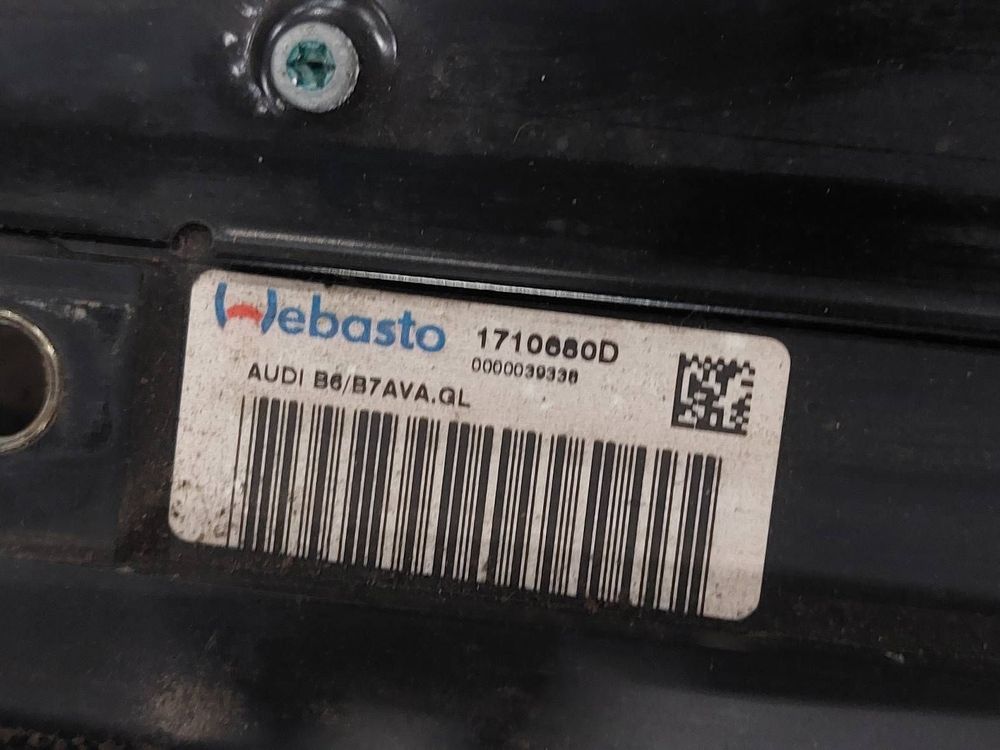 Webasto 1710680D
0000039338
AUDI B6/B7AVA.GL